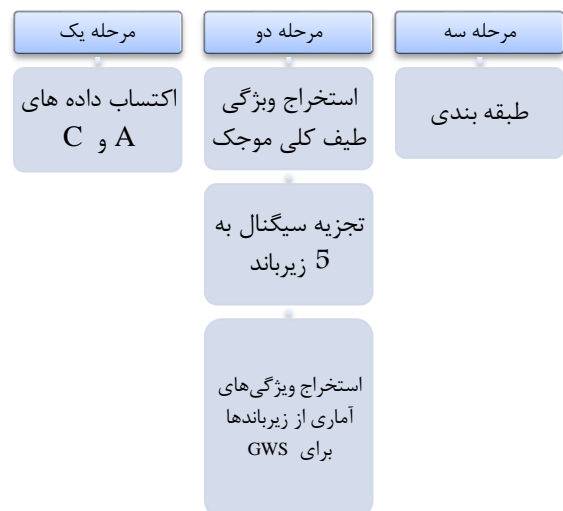 مرحله یک
اکتساب داده های
A و C
مرحله دو
استخراج وبژگی
طیف کلی موجک
تجزیه سیگنال به
5 زیرباند
استخراج ویژگی‌های
آماری از زیرباندها
برای GWS
مرحله سه
طبقه بندی